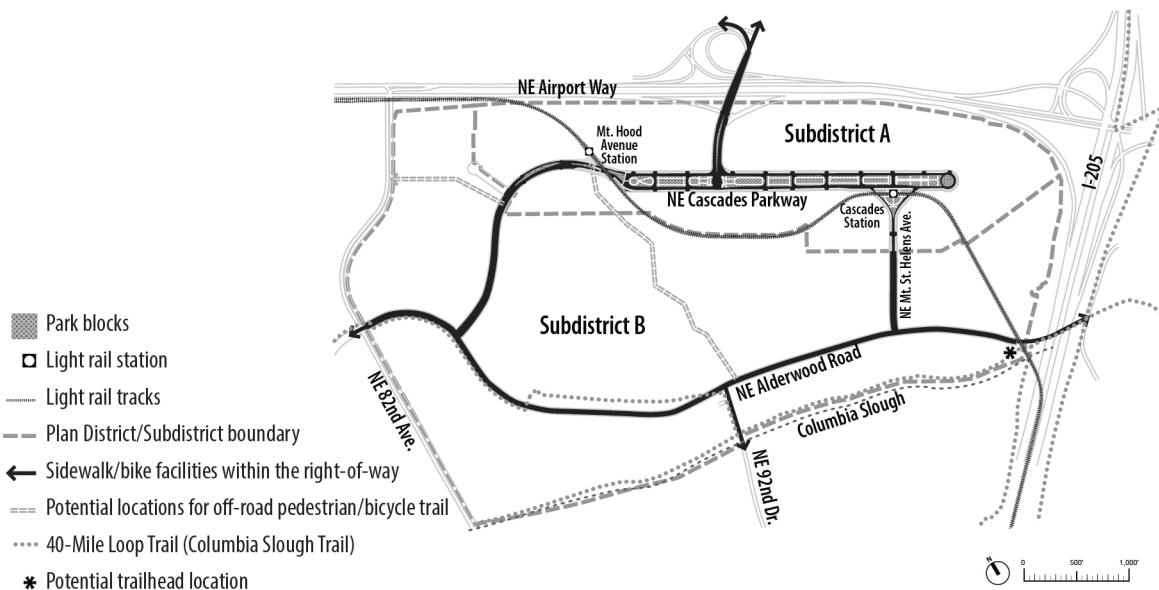 NE Airport Way
Mt. Hood
Avenue
Station
Subdistrict A
I-205
NE Cascades Parkway
Cascades
Station
NE Mt. St. Helens Ave.
Subdistrict B
NE Alderwood Road
Columbia Slough
NE 82nd Ave.
NE 92nd Dr.
Park blocks
Light rail station
Light rail tracks
Plan District/Subdistrict boundary
Sidewalk/bike facilities within the right-of-way
Potential locations for off-road pedestrian/bicycle trail
40-Mile Loop Trail (Columbia Slough Trail)
Potential trailhead location
N
0 500' 1,000'